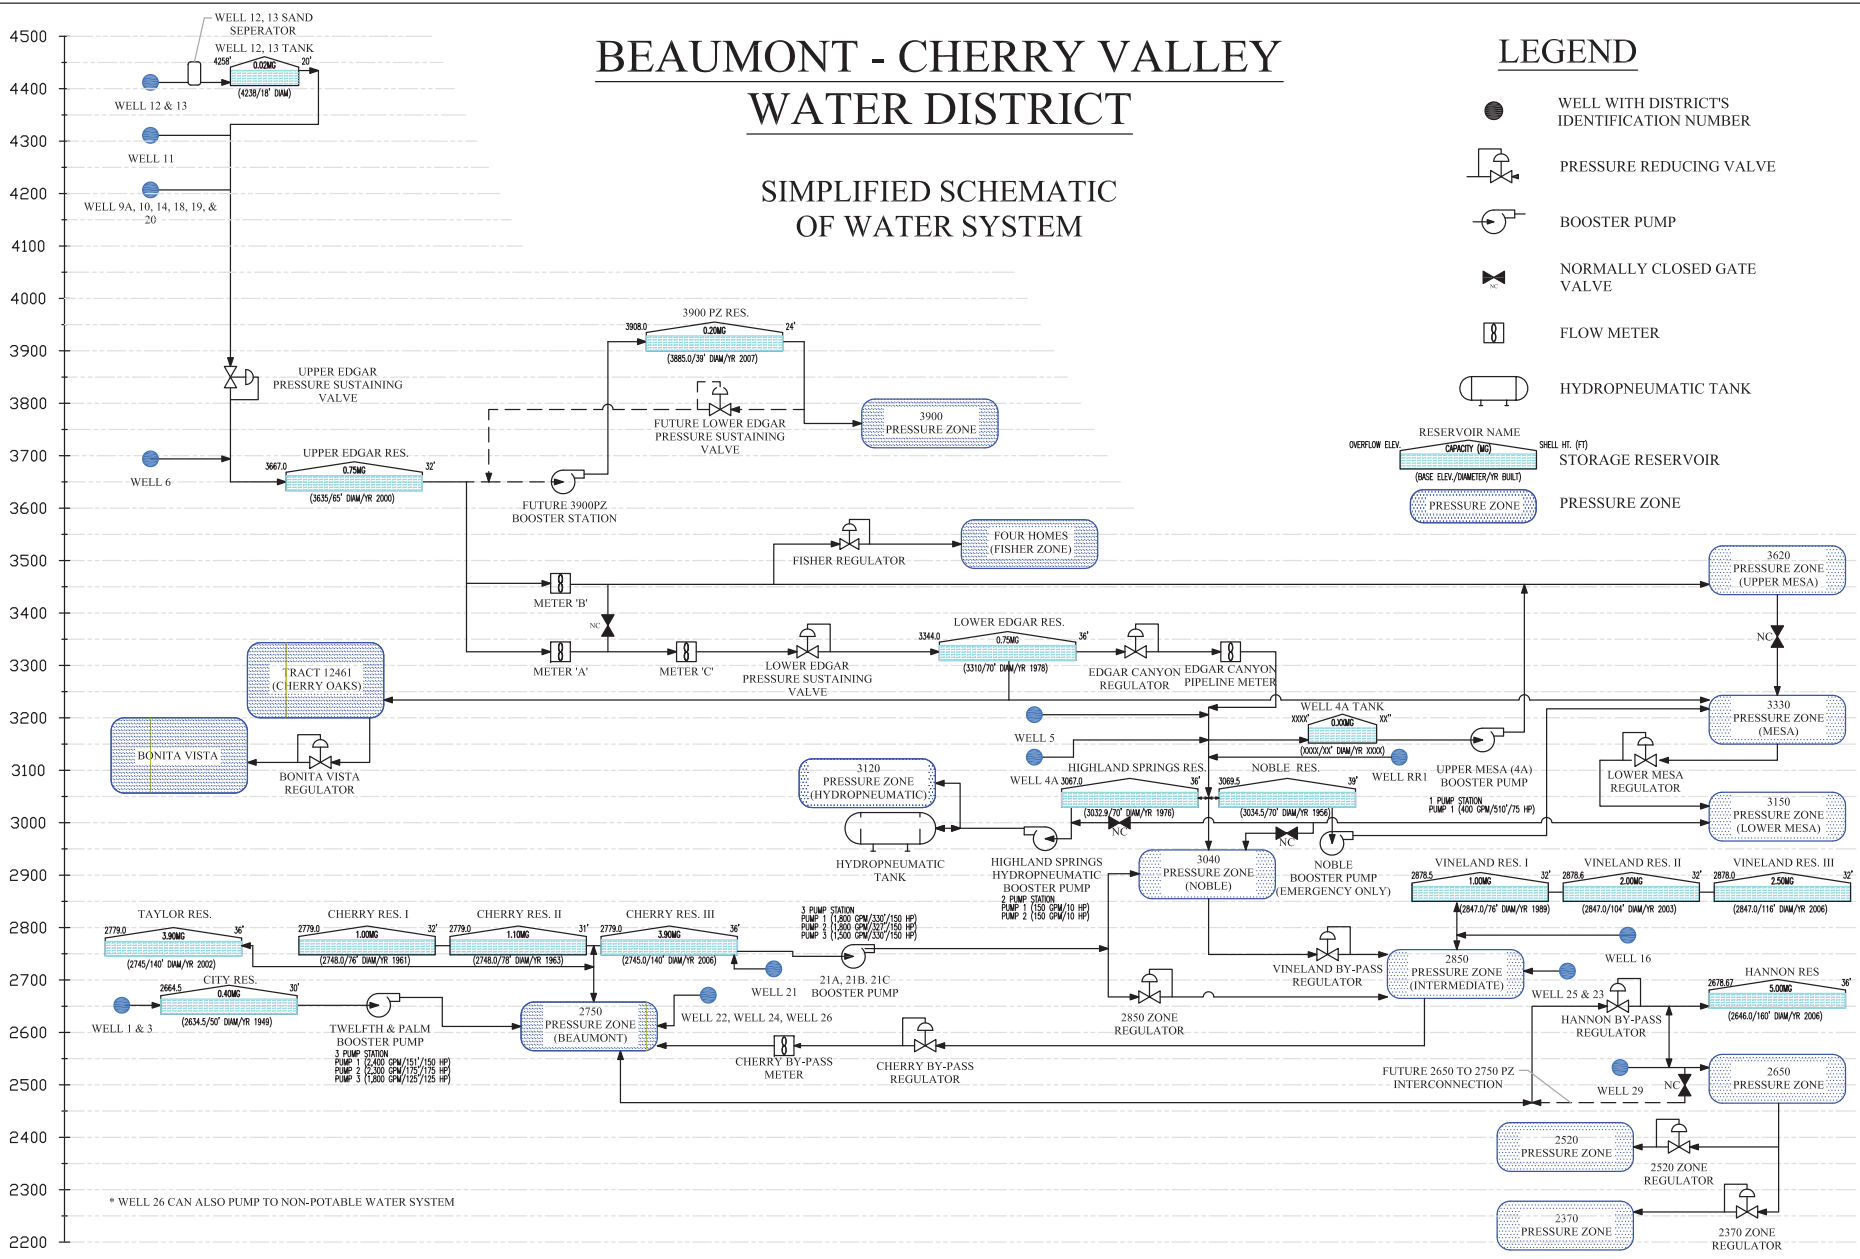 BEAUMONT - CHERRY VALLEY
WATER DISTRICT
SIMPLIFIED SCHEMATIC
OF WATER SYSTEM
LEGEND
WELL WITH DISTRICT'S
IDENTIFICATION NUMBER
PRESSURE REDUCING VALVE
BOOSTER PUMP
NORMALLY CLOSED GATE
VALVE
NC
FLOW METER
HYDROPNEUMATIC TANK
RESERVOIR NAME
OVERFLOW ELEV.
CAPACITY (MG)
SHELL HT. (FT)
STORAGE RESERVOIR
(BASE ELEV./DIAMETER/YR BUILT)
PRESSURE ZONE
PRESSURE ZONE
4500
4400
4300
4200
4100
4000
3900
3800
3700
3600
3500
3400
3300
3200
3100
3000
2900
2800
2700
2600
2500
2400
2300
2200
WELL 12, 13 SAND
SEPERATOR
WELL 12, 13 TANK
4258'
0.02MG
20'
(4238/18' DIAM)
WELL 12 & 13
WELL 11
WELL 9A, 10, 14, 18, 19, &
20
UPPER EDGAR
PRESSURE SUSTAINING
VALVE
WELL 6
UPPER EDGAR RES.
3667.0
0.75MG
32'
(3635/65' DIAM/YR 2000)
3900 PZ RES.
3908.0
0.20MG
24'
(3885.0/39' DIAM/YR 2007)
FUTURE LOWER EDGAR
PRESSURE SUSTAINING
VALVE
3900
PRESSURE ZONE
FUTURE 3900PZ
BOOSTER STATION
FISHER REGULATOR
FOUR HOMES
(FISHER ZONE)
METER 'B'
NC
METER 'A'
METER 'C'
LOWER EDGAR
PRESSURE SUSTAINING
VALVE
LOWER EDGAR RES.
3344.0
0.75MG
36'
(3310/70' DIAM/YR 1978)
EDGAR CANYON
REGULATOR
EDGAR CANYON
PIPELINE METER
3620
PRESSURE ZONE
(UPPER MESA)
NC
3330
PRESSURE ZONE
(MESA)
LOWER MESA
REGULATOR
3150
PRESSURE ZONE
(LOWER MESA)
TRACT 12461
(CHERRY OAKS)
BONITA VISTA
BONITA VISTA
REGULATOR
WELL 5
WELL 4A
WELL 4A TANK
XXXX'
0.XXMG
XX"
(XXXX/XX' DIAM/YR XXXX)
WELL RR1
UPPER MESA (4A)
BOOSTER PUMP
1 PUMP STATION
PUMP 1 (400 GPM/510'/75 HP)
3120
PRESSURE ZONE
(HYDROPNEUMATIC)
HYDROPNEUMATIC
TANK
HIGHLAND SPRINGS RES.
3067.0
36'
(3032.9/70' DIAM/YR 1976)
NOBLE RES.
3069.5
39'
(3034.5/70' DIAM/YR 1956)
NC
NC
HIGHLAND SPRINGS
HYDROPNEUMATIC
BOOSTER PUMP
2 PUMP STATION
PUMP 1 (150 GPM/10 HP)
PUMP 2 (150 GPM/10 HP)
3040
PRESSURE ZONE
(NOBLE)
NOBLE
BOOSTER PUMP
(EMERGENCY ONLY)
VINELAND RES. I
2878.5
1.00MG
32'
(2847.0/76' DIAM/YR 1989)
VINELAND RES. II
2878.6
2.00MG
32'
(2847.0/104' DIAM/YR 2003)
VINELAND RES. III
2878.0
2.50MG
32'
(2847.0/116' DIAM/YR 2006)
TAYLOR RES.
2779.0
3.90MG
36'
(2745/140' DIAM/YR 2002)
CHERRY RES. I
2779.0
1.00MG
32'
(2748.0/76' DIAM/YR 1961)
CHERRY RES. II
2779.0
1.10MG
31'
(2748.0/78' DIAM/YR 1963)
CHERRY RES. III
2779.0
3.90MG
36'
(2745.0/140' DIAM/YR 2006)
3 PUMP STATION
PUMP 1 (1,800 GPM/330'/150 HP)
PUMP 2 (1,800 GPM/327'/150 HP)
PUMP 3 (1,500 GPM/330'/150 HP)
21A, 21B, 21C
BOOSTER PUMP
WELL 21
CITY RES.
2664.5
0.40MG
30'
(2634.5/50' DIAM/YR 1949)
WELL 1 & 3
TWELFTH & PALM
BOOSTER PUMP
3 PUMP STATION
PUMP 1 (2,400 GPM/151'/150 HP)
PUMP 2 (2,300 GPM/175'/175 HP)
PUMP 3 (1,800 GPM/125'/125 HP)
2750
PRESSURE ZONE
(BEAUMONT)
WELL 22, WELL 24, WELL 26
CHERRY BY-PASS
METER
CHERRY BY-PASS
REGULATOR
2850 ZONE
REGULATOR
VINELAND BY-PASS
REGULATOR
2850
PRESSURE ZONE
(INTERMEDIATE)
WELL 16
WELL 25 & 23
HANNON BY-PASS
REGULATOR
HANNON RES
2678.67
5.00MG
36'
(2646.0/160' DIAM/YR 2006)
FUTURE 2650 TO 2750 PZ
INTERCONNECTION
WELL 29
NC
2650
PRESSURE ZONE
2520
PRESSURE ZONE
2520 ZONE
REGULATOR
2370
PRESSURE ZONE
2370 ZONE
REGULATOR
* WELL 26 CAN ALSO PUMP TO NON-POTABLE WATER SYSTEM